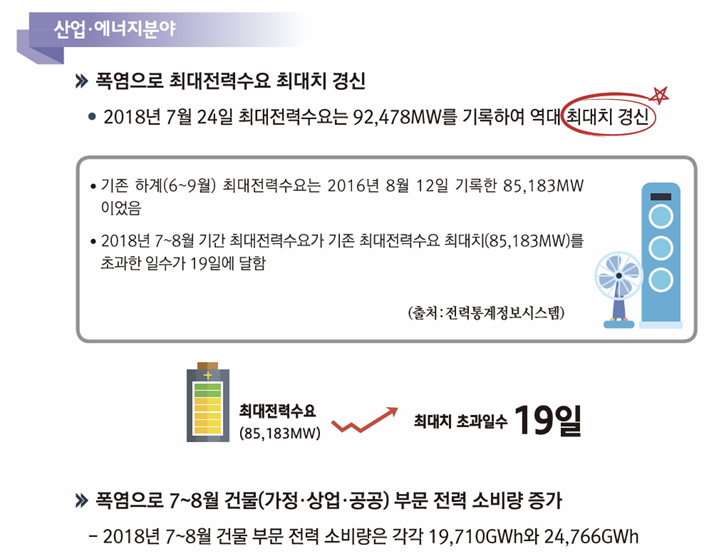 산업·에너지분야
» 폭염으로 최대전력수요 최대치 경신
• 2018년 7월 24일 최대전력수요는 92,478MW를 기록하여 역대 최대치 경신
• 기존 하계(6~9월) 최대전력수요는 2016년 8월 12일 기록한 85,183MW
이었음
• 2018년 7~8월 기간 최대전력수요가 기존 최대전력수요 최대치(85,183MW)를
초과한 일수가 19일에 달함
(출처:전력통계정보시스템)
최대전력수요
(85,183MW)
최대치 초과일수 19일
» 폭염으로 7~8월 건물(가정·상업·공공) 부문 전력 소비량 증가
– 2018년 7~8월 건물 부문 전력 소비량은 각각 19,710GWh와 24,766GWh